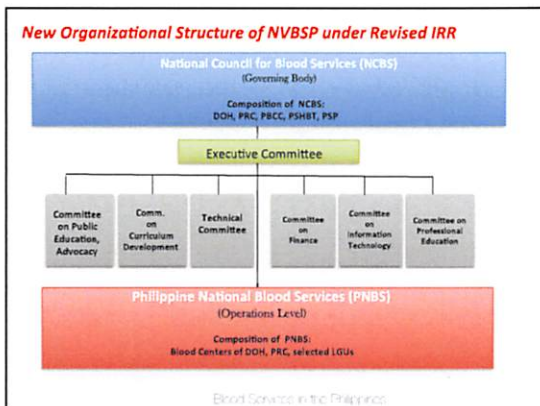 New Organizational Structure of NVBSP under Revised IRR
National Council for Blood Services (NCBS)
(Governing Body)
Composition of NCBS:
DOH, PRC, PBCC, PSHBT, PSP
Executive Committee
Committee
on Public
Education,
Advocacy
Comm.
on
Curriculum
Development
Technical
Committee
Committee
on
Finance
Committee
on
Information
Technology
Committee on
Professional
Education
Philippine National Blood Services (PNBS)
(Operations Level)
Composition of PNBS:
Blood Centers of DOH, PRC, selected LGUs
Blood Services in the Philippines